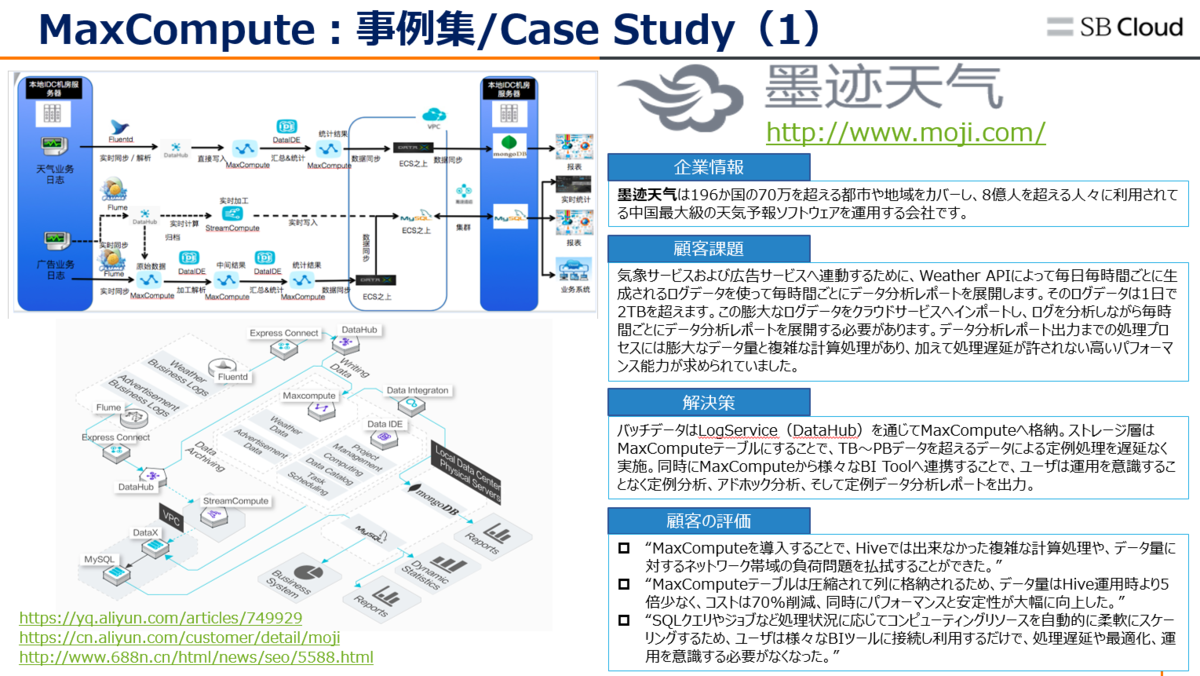 MaxCompute：事例集/Case Study（1）
SB Cloud
本地IDC机房服
务器
天气业务
日志
广告业务
日志
Fluentd
实时同步 / 解析
DataHub
直接写入
MaxCompute
DataIDE
汇总&统计
统计结果
MaxCompute
数据同步
VPC
ECS之上
数据同步
本地IDC机房
服务器
mongoDB
报表
Flume
实时同步
DataHub
实时计算
归档
实时加工
StreamCompute
实时写入
数据同步
MySQL
ECS之上
集群
MySQL
实时统计
报表
业务系统
Flume
实时同步
原始数据
MaxCompute
DataIDE
加工解析
中间结果
MaxCompute
DataIDE
汇总&统计
统计结果
MaxCompute
数据同步
ECS之上
Express Connect
DataHub
Fluentd
Weather
Business Logs
Advertisement
Business Logs
Writing
Data
Flume
Express Connect
Maxcompute
Data Integraton
Data IDE
Weather
Data
Advertisement
Data
Project
Management
Computing
Data Catalog
Task
Scheduling
Local Data Center
Physical Servers
Data
Archiving
DataHub
StreamCompute
VPC
DataX
MySQL
mongoDB
MySQL
Reports
Dynamic
Statistics
Business
System
Reports
https://yq.aliyun.com/articles/749929
https://cn.aliyun.com/customer/detail/moji
http://www.688n.cn/html/news/seo/5588.html
墨迹天气
http://www.moji.com/
企業情報
墨迹天气は196か国の70万を超える都市や地域をカバーし、8億人を超える人々に利用されて
る中国最大級の天気予報ソフトウェアを運用する会社です。
顧客課題
気象サービスおよび広告サービスへ連動するために、Weather APIによって毎日毎時間ごとに生
成されるログデータを使って毎時間ごとにデータ分析レポートを展開します。そのログデータは1日で
2TBを超えます。この膨大なログデータをクラウドサービスへインポートし、ログを分析しながら毎時
間ごとにデータ分析レポートを展開する必要があります。データ分析レポート出力までの処理プロ
セスには膨大なデータ量と複雑な計算処理があり、加えて処理遅延が許されない高いパフォーマ
ンス能力が求められていました。
解決策
バッチデータはLogService（DataHub）を通じてMaxComputeへ格納。ストレージ層は
MaxComputeテーブルにすることで、TB～PBデータを超えるデータによる定例処理を遅延なく
実施。同時にMaxComputeから様々なBI Toolへ連携することで、ユーザは運用を意識するこ
となく定例分析、アドホック分析、そして定例データ分析レポートを出力。
顧客の評価
“MaxComputeを導入することで、Hiveでは出来なかった複雑な計算処理や、データ量に
対するネットワーク帯域の負荷問題を払拭することができた。”
“MaxComputeテーブルは圧縮されて列に格納されるため、データ量はHive運用時より5
倍少なく、コストは70%削減、同時にパフォーマンスと安定性が大幅に向上した。”
“SQLクエリやジョブなど処理状況に応じてコンピューティングリソースを自動的に柔軟にスケー
リングするため、ユーザは様々なBIツールに接続し利用するだけで、処理遅延や最適化、運
用を意識する必要がなくなった。”